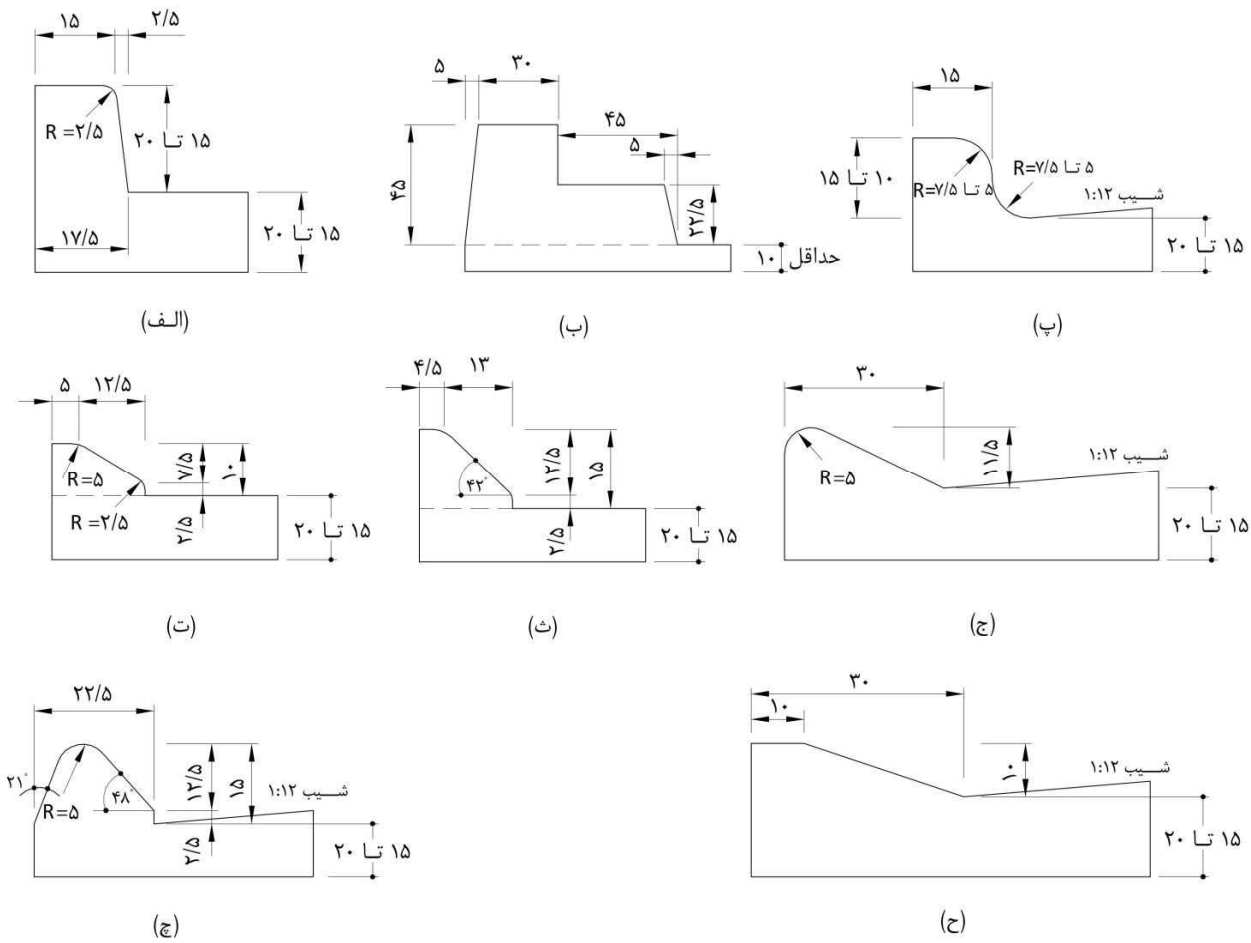 ۱۵ ۲/۵
R =۲/۵
۱۵ تا ۲۰
۱۷/۵
۱۵ تا ۲۰
(الف)
۵ ۳۰
۴۵
۵
۴۵
۲۲/۵
حداقل ۱۰
(ب)
۱۵
۱۰ تا ۱۵
R=۷/۵ تا ۵
R=۷/۵ تا ۵
شیب ۱:۱۲
۱۵ تا ۲۰
(پ)
۵ ۱۲/۵
R=۵
R =۲/۵
۷/۵
۱۰
۲/۵
۱۵ تا ۲۰
(ت)
۴/۵ ۱۳
۴۲°
۱۲/۵
۱۵
۲/۵
۱۵ تا ۲۰
(ث)
۳۰
R=۵
۱۱/۵
شیب ۱:۱۲
۱۵ تا ۲۰
(ج)
۲۲/۵
۲۱°
R=۵
۴۸°
۱۲/۵
۱۵
۲/۵
شیب ۱:۱۲
۱۵ تا ۲۰
(چ)
۳۰
۱۰
۱۰
شیب ۱:۱۲
۱۵ تا ۲۰
(ح)